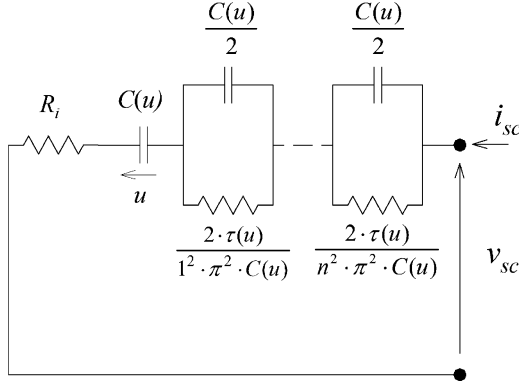 C(u)
2
C(u)
2
R_i
C(u)
i_sc
u
2·τ(u)
1²·π²·C(u)
2·τ(u)
n²·π²·C(u)
v_sc